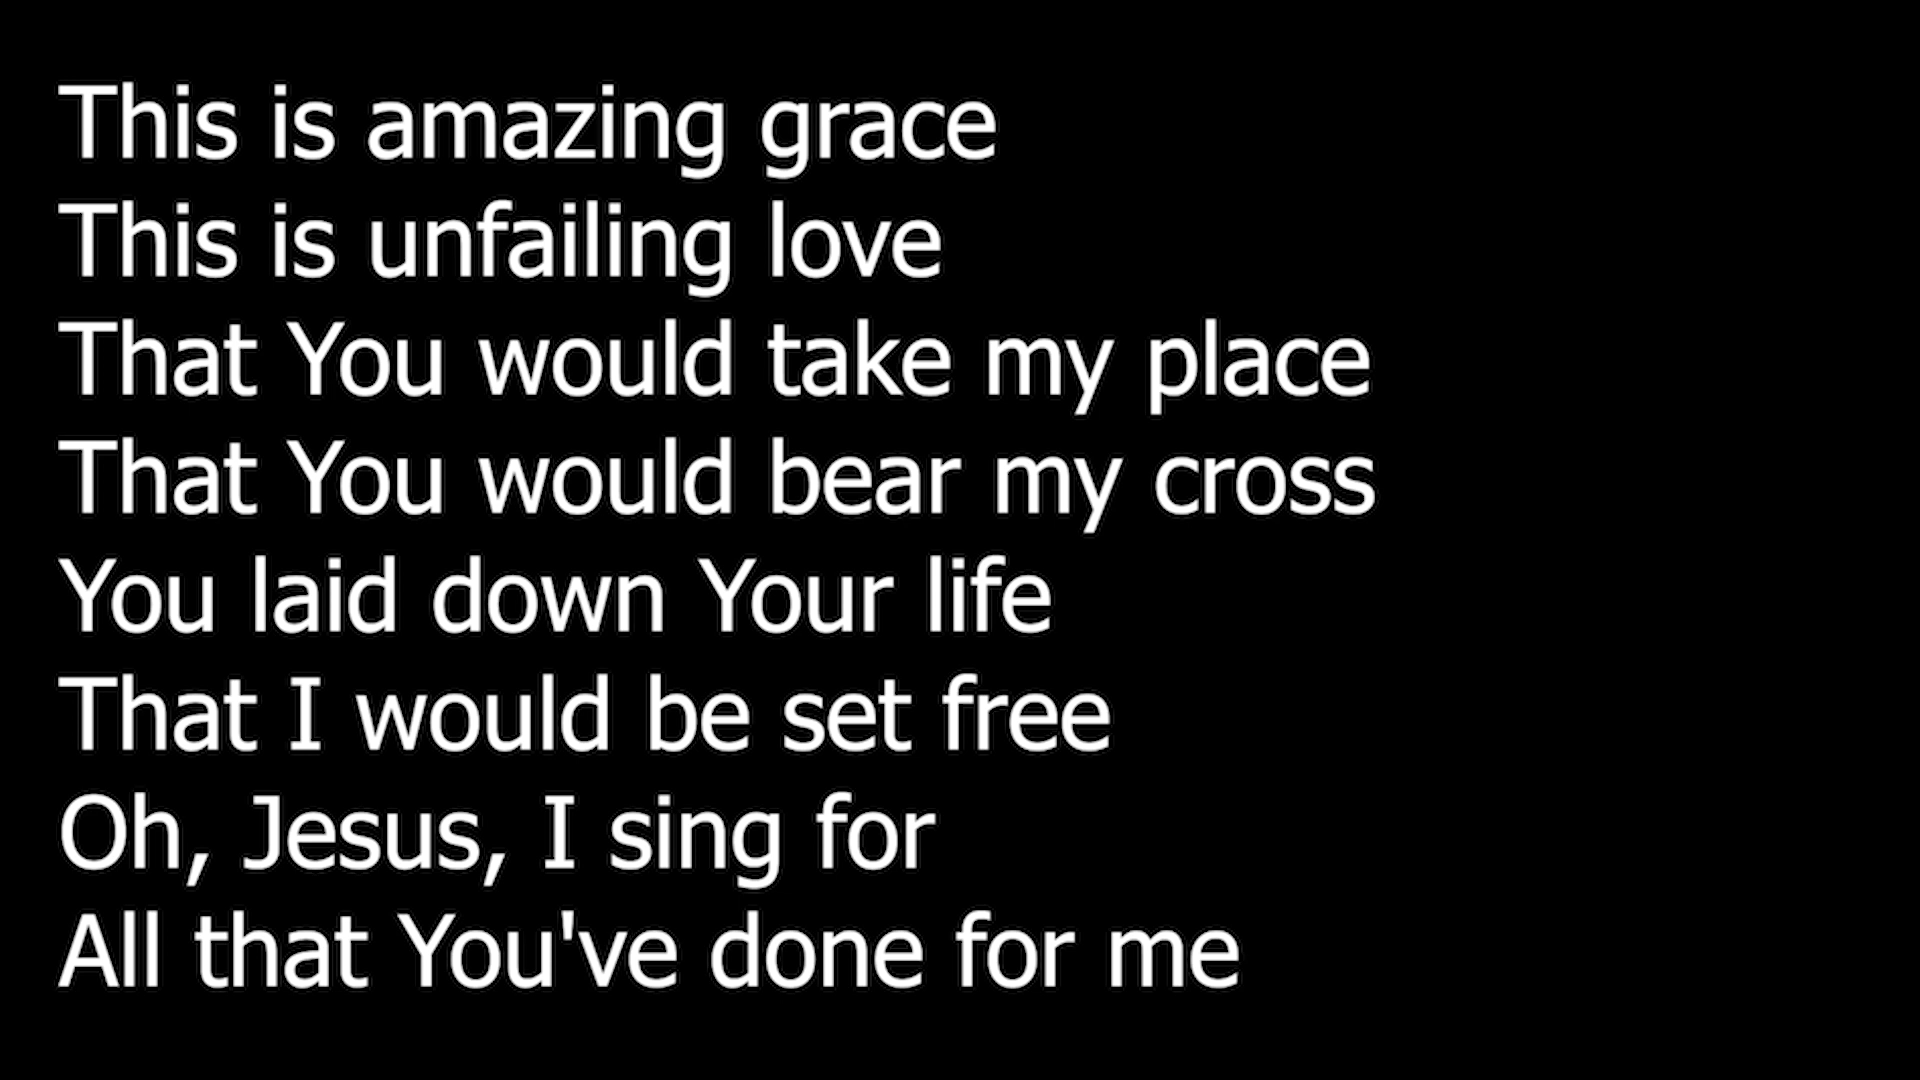 This is amazing grace
This is unfailing love
That You would take my place
That You would bear my cross
You laid down Your life
That I would be set free
Oh, Jesus, I sing for
All that You've done for me